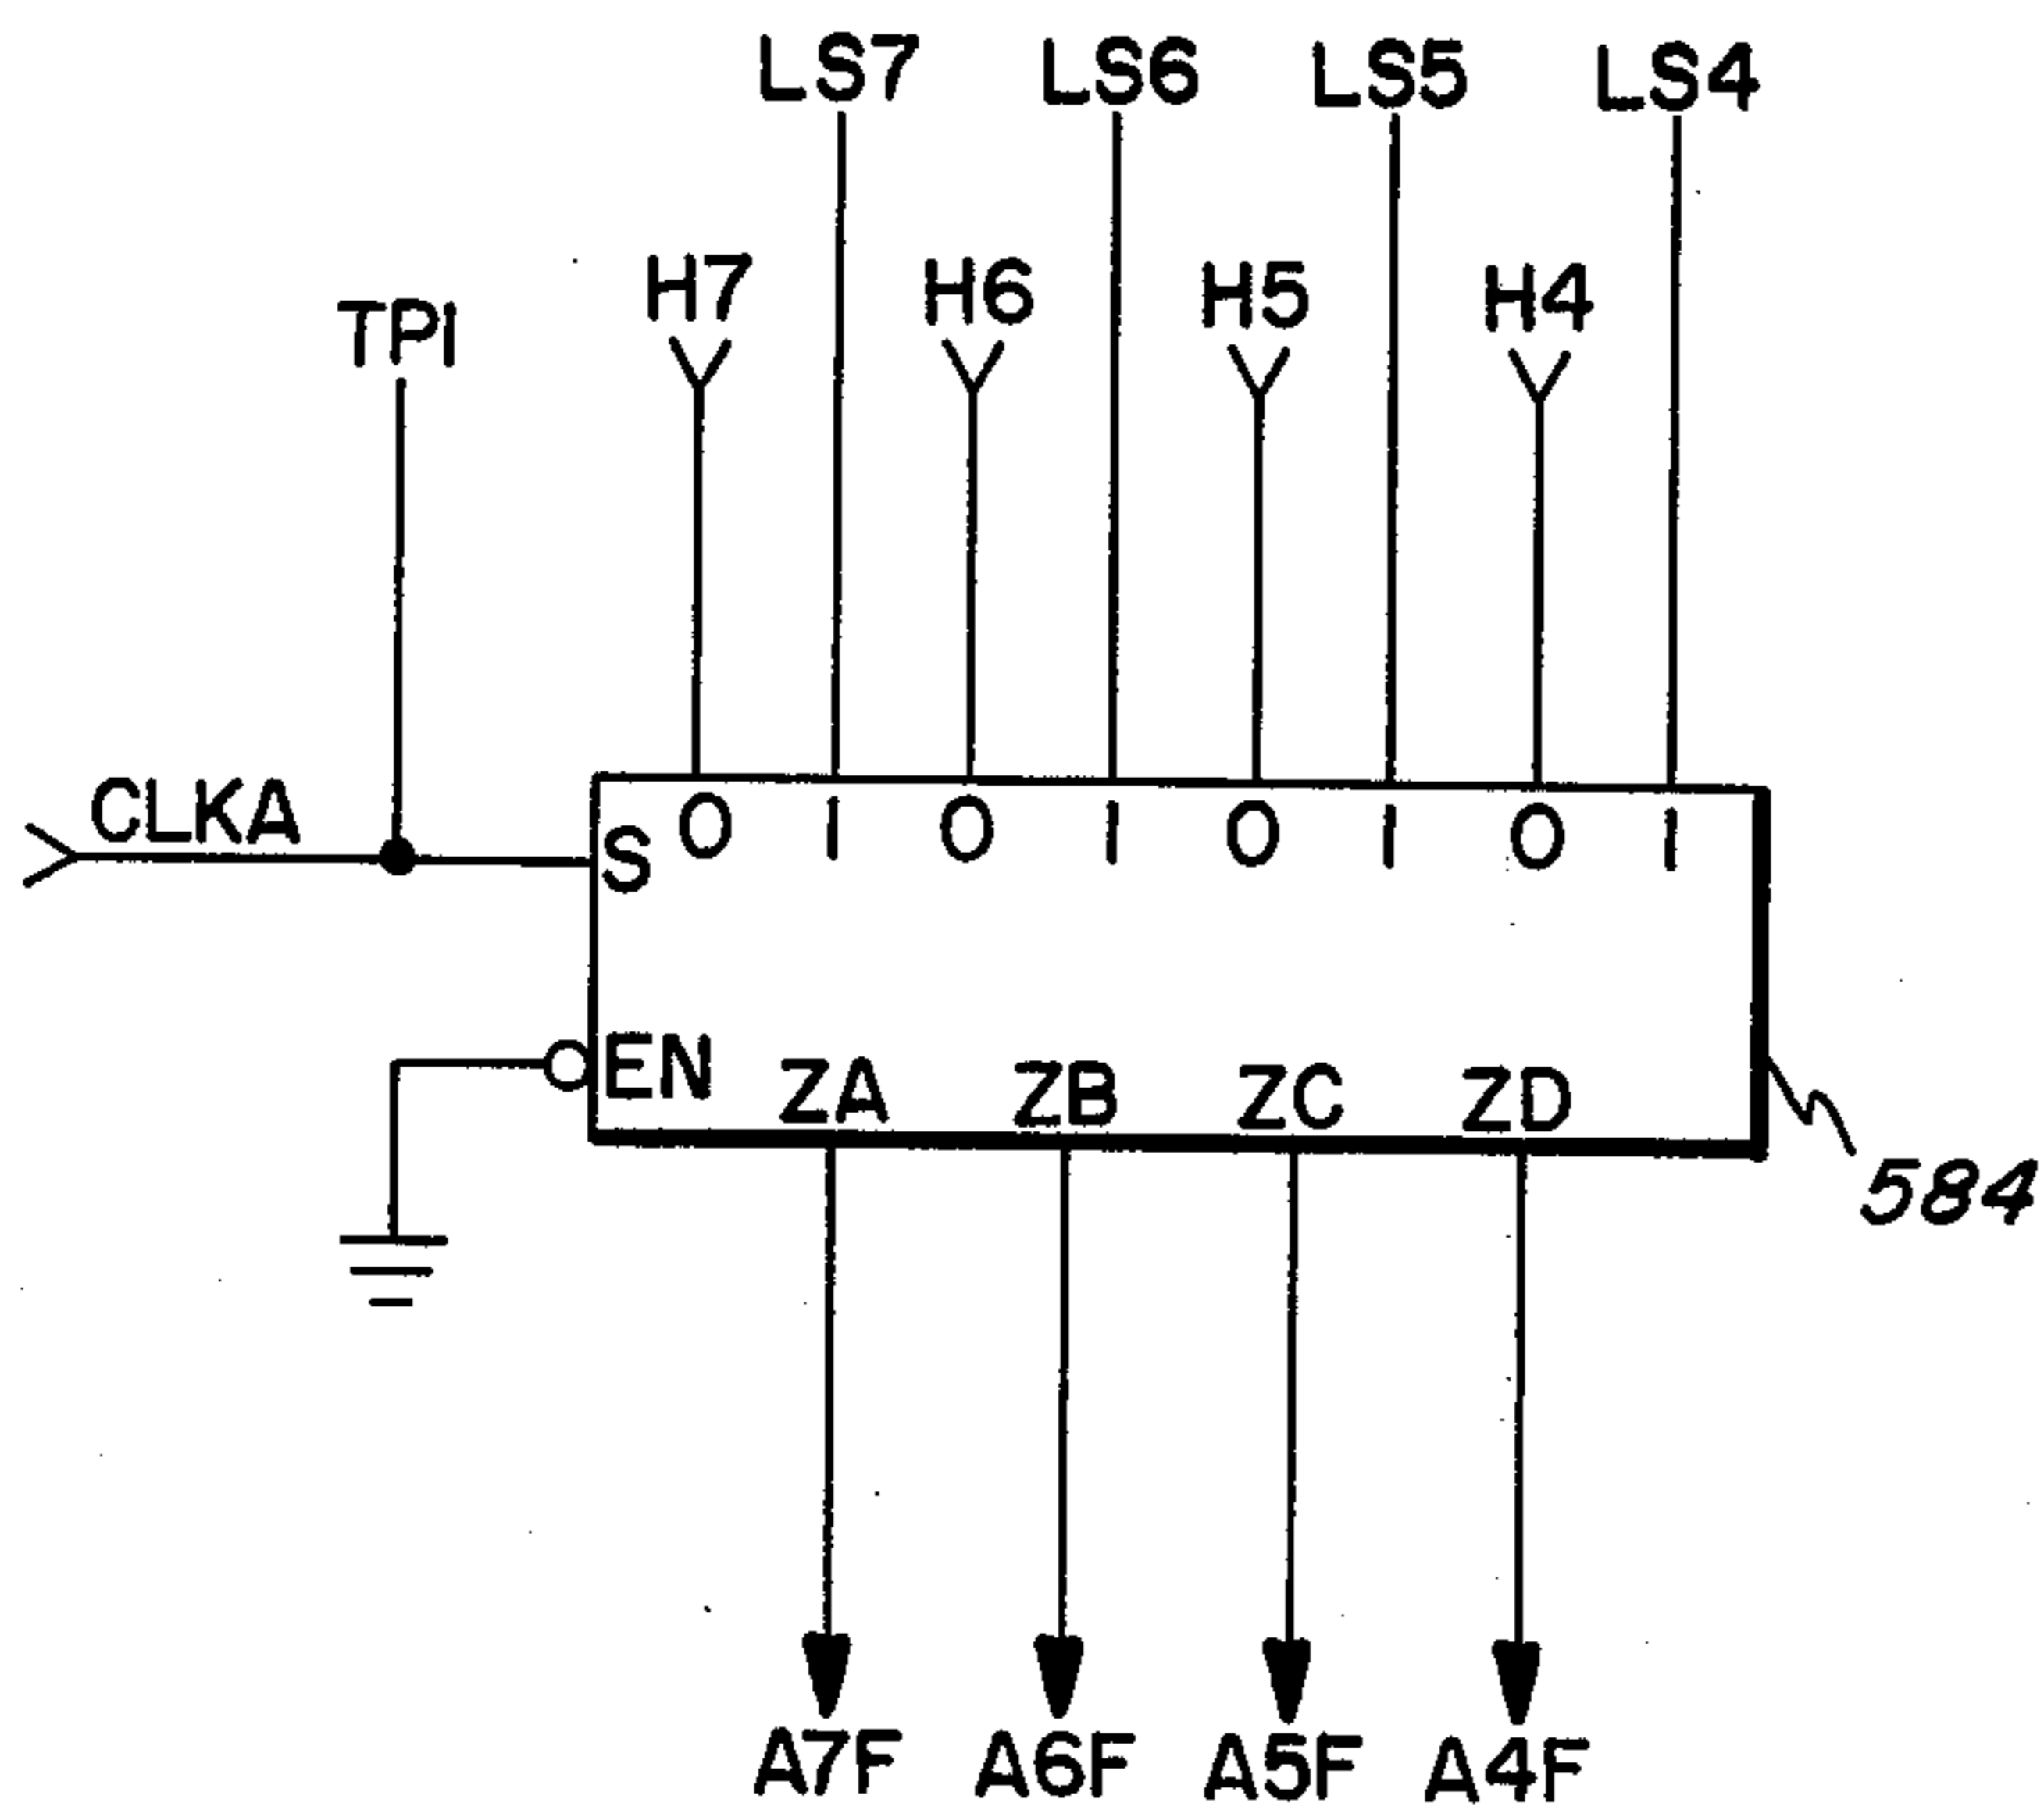 LS7 LS6 LS5 LS4
H7 H6 H5 H4
TP1
CLKA
S 0 1 0 1 0 1 0 1
EN ZA ZB ZC ZD
584
A7F A6F A5F A4F